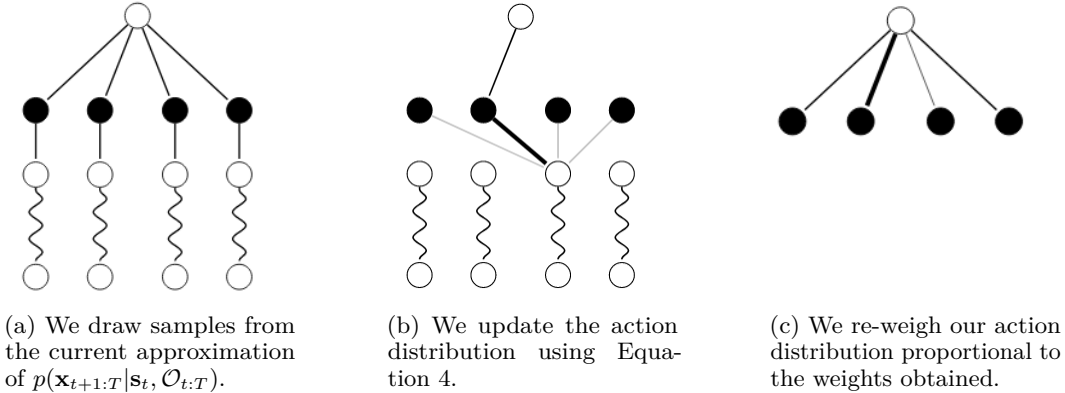 (a) We draw samples from
the current approximation
of p(x_{t+1:T}|s_t, O_{t:T}).
(b) We update the action
distribution using Equa-
tion 4.
(c) We re-weigh our action
distribution proportional to
the weights obtained.